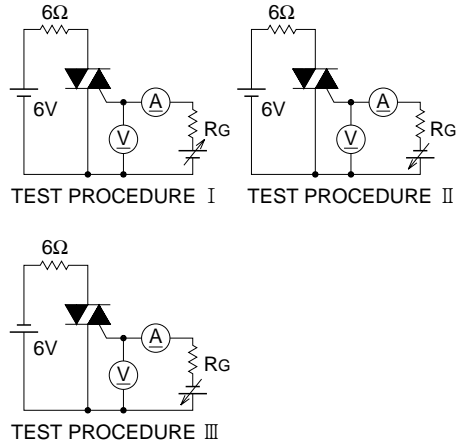 6Ω
6V
A
V
RG
TEST PROCEDURE Ⅰ
6Ω
6V
A
V
RG
TEST PROCEDURE Ⅱ
6Ω
6V
A
V
RG
TEST PROCEDURE Ⅲ